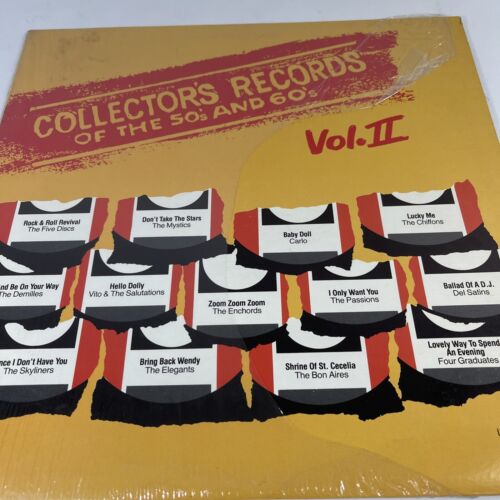 COLLECTOR'S RECORDS
OF THE 50s AND 60s
Vol. II
Rock & Roll Revival
The Five Discs
Don't Take The Stars
The Mystics
Baby Doll
Carlo
Lucky Me
The Chiffons
And Be On Your Way
The Demilles
Hello Dolly
Vito & The Salutations
Zoom Zoom Zoom
The Enchords
I Only Want You
The Passions
Ballad Of A D.J.
Del Satins
nce I Don't Have You
The Skyliners
Bring Back Wendy
The Elegants
Shrine Of St. Cecelia
The Bon Aires
Lovely Way To Spend
An Evening
Four Graduates